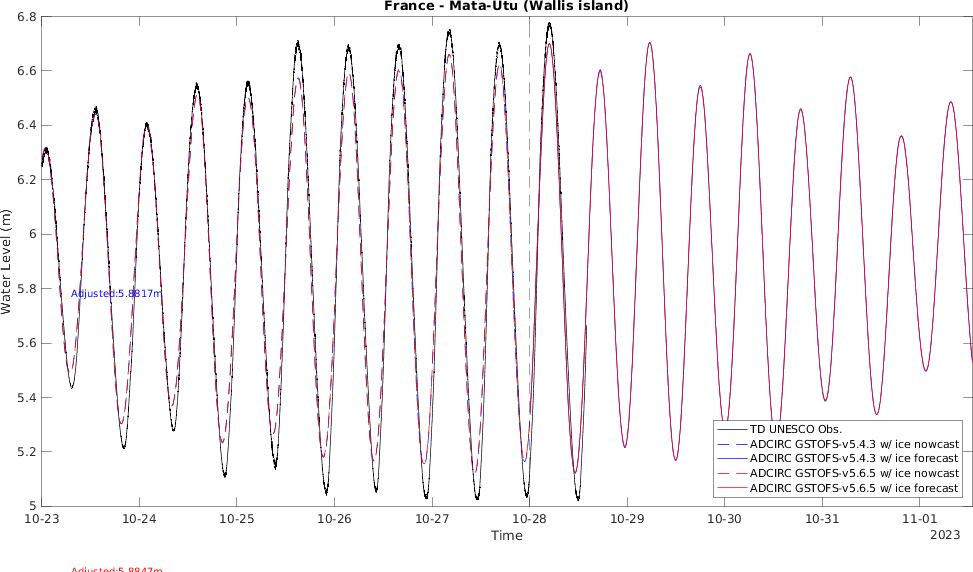 France - Mata-Utu (Wallis island)
6.8
6.6
6.4
6.2
6
5.8
5.6
5.4
5.2
5
Water Level (m)
Adjusted:5.8817m
TD UNESCO Obs.
ADCIRC GSTOFS-v5.4.3 w/ ice nowcast
ADCIRC GSTOFS-v5.4.3 w/ ice forecast
ADCIRC GSTOFS-v5.6.5 w/ ice nowcast
ADCIRC GSTOFS-v5.6.5 w/ ice forecast
10-23 10-24 10-25 10-26 10-27 10-28 10-29 10-30 10-31 11-01
Time
2023
Adjusted:5.8847m